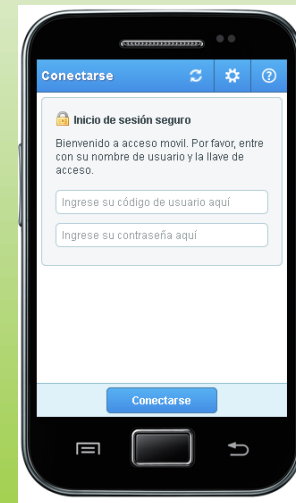 Conectarse
Inicio de sesión seguro
Bienvenido a acceso movil. Por favor, entre
con su nombre de usuario y la llave de
acceso.
Ingrese su código de usuario aquí
Ingrese su contraseña aquí
Conectarse